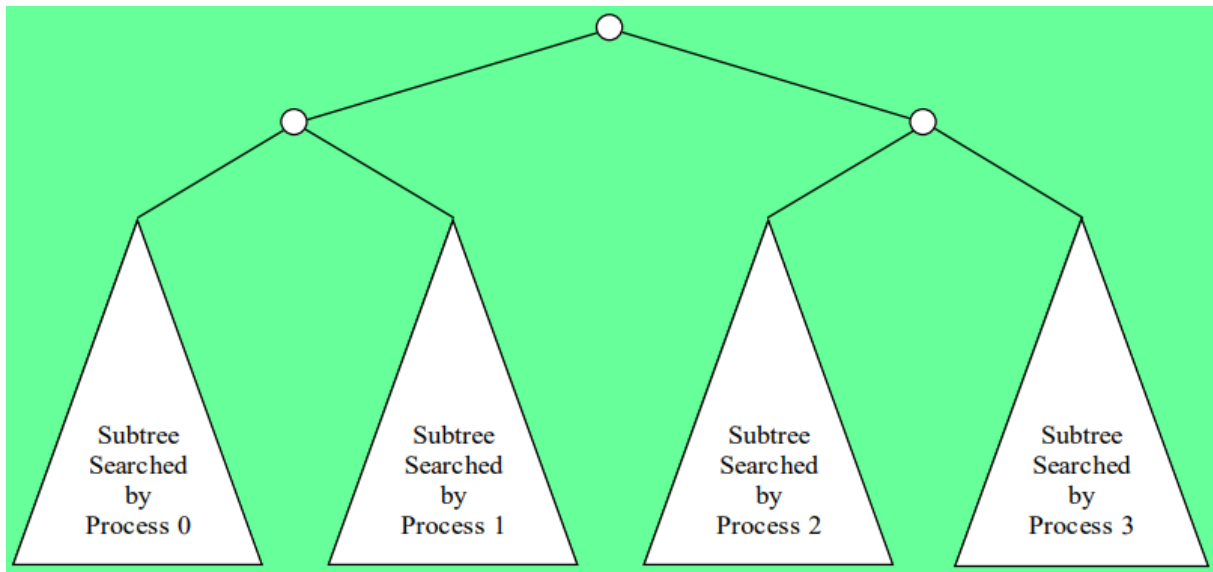 Subtree
Searched
by
Process 0
Subtree
Searched
by
Process 1
Subtree
Searched
by
Process 2
Subtree
Searched
by
Process 3